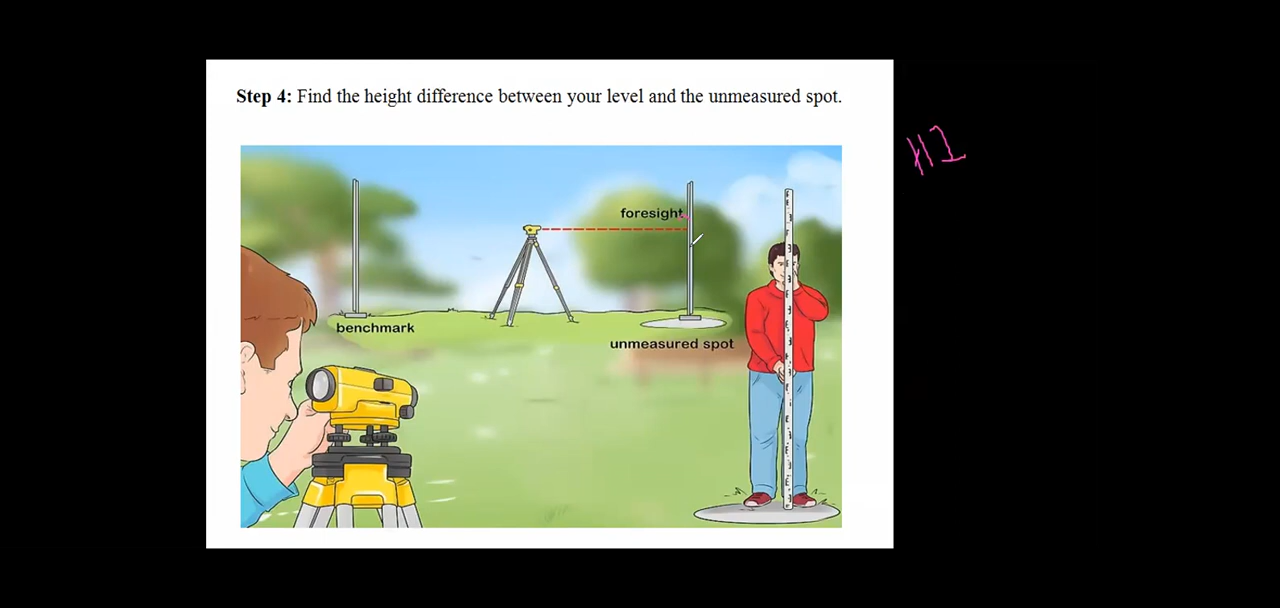 Step 4: Find the height difference between your level and the unmeasured spot.
HI
foresight
benchmark
unmeasured spot